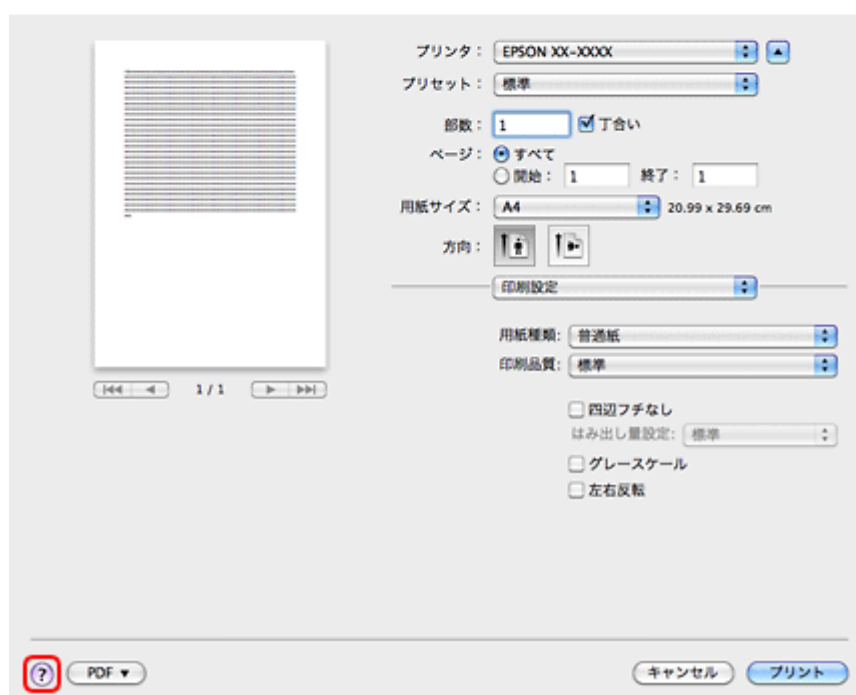 プリンタ： EPSON XX-XXXX
プリセット： 標準
部数： 1 丁合い
ページ： すべて
開始： 1 終了： 1
用紙サイズ： A4 20.99 x 29.69 cm
方向：
印刷設定
用紙種類: 普通紙
印刷品質: 標準
四辺フチなし
はみ出し量設定: 標準
グレースケール
左右反転
1 / 1
? PDF ▼ キャンセル プリント